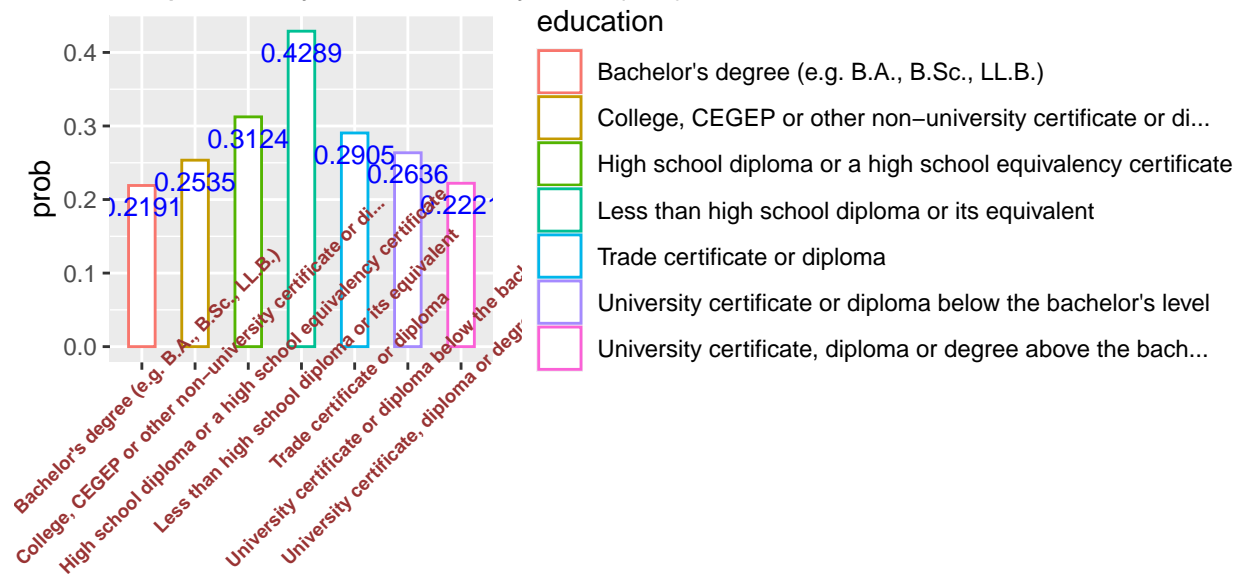 education
Bachelor's degree (e.g. B.A., B.Sc., LL.B.)
College, CEGEP or other non−university certificate or di...
High school diploma or a high school equivalency certificate
Less than high school diploma or its equivalent
Trade certificate or diploma
University certificate or diploma below the bachelor's level
University certificate, diploma or degree above the bach...
prob
0.4
0.3
0.2
0.1
0.0
0.2191
0.2535
0.3124
0.4289
0.2905
0.2636
0.2221
Bachelor's degree (e.g. B.A., B.Sc., LL.B.)
College, CEGEP or other non−university certificate or di...
High school diploma or a high school equivalency certificate
Less than high school diploma or its equivalent
Trade certificate or diploma
University certificate or diploma below the bac
University certificate, diploma or degr